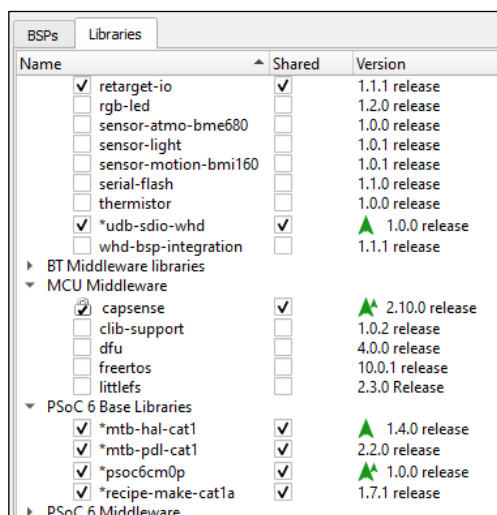 BSPs Libraries
Name Shared Version
retarget-io 1.1.1 release
rgb-led 1.2.0 release
sensor-atmo-bme680 1.0.0 release
sensor-light 1.0.1 release
sensor-motion-bmi160 1.0.1 release
serial-flash 1.1.0 release
thermistor 1.0.0 release
*udb-sdio-whd 1.0.0 release
whd-bsp-integration 1.1.1 release
BT Middleware libraries
MCU Middleware
capsense 2.10.0 release
clib-support 1.0.2 release
dfu 4.0.0 release
freertos 10.0.1 release
littlefs 2.3.0 Release
PSoC 6 Base Libraries
*mtb-hal-cat1 1.4.0 release
*mtb-pdl-cat1 2.2.0 release
*psoc6cm0p 1.0.0 release
*recipe-make-cat1a 1.7.1 release
PSoC 6 Middleware